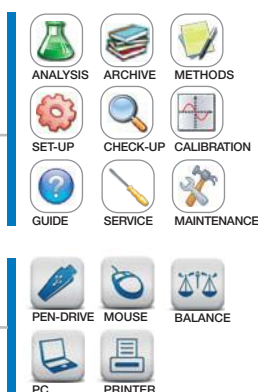 ANALYSIS ARCHIVE METHODS
SET-UP CHECK-UP CALIBRATION
GUIDE SERVICE MAINTENANCE
PEN-DRIVE MOUSE BALANCE
PC PRINTER